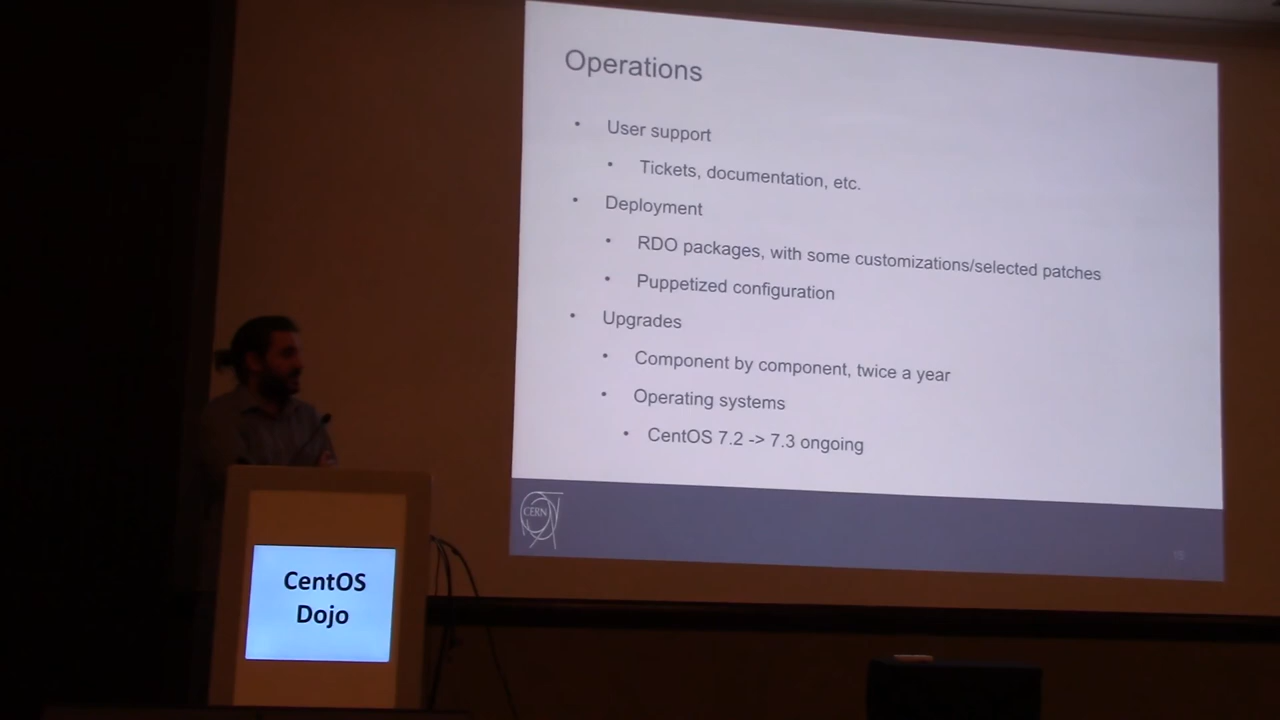 Operations
• User support
• Tickets, documentation, etc.
• Deployment
• RDO packages, with some customizations/selected patches
• Puppetized configuration
• Upgrades
• Component by component, twice a year
• Operating systems
• CentOS 7.2 -> 7.3 ongoing
CERN
15
CentOS
Dojo